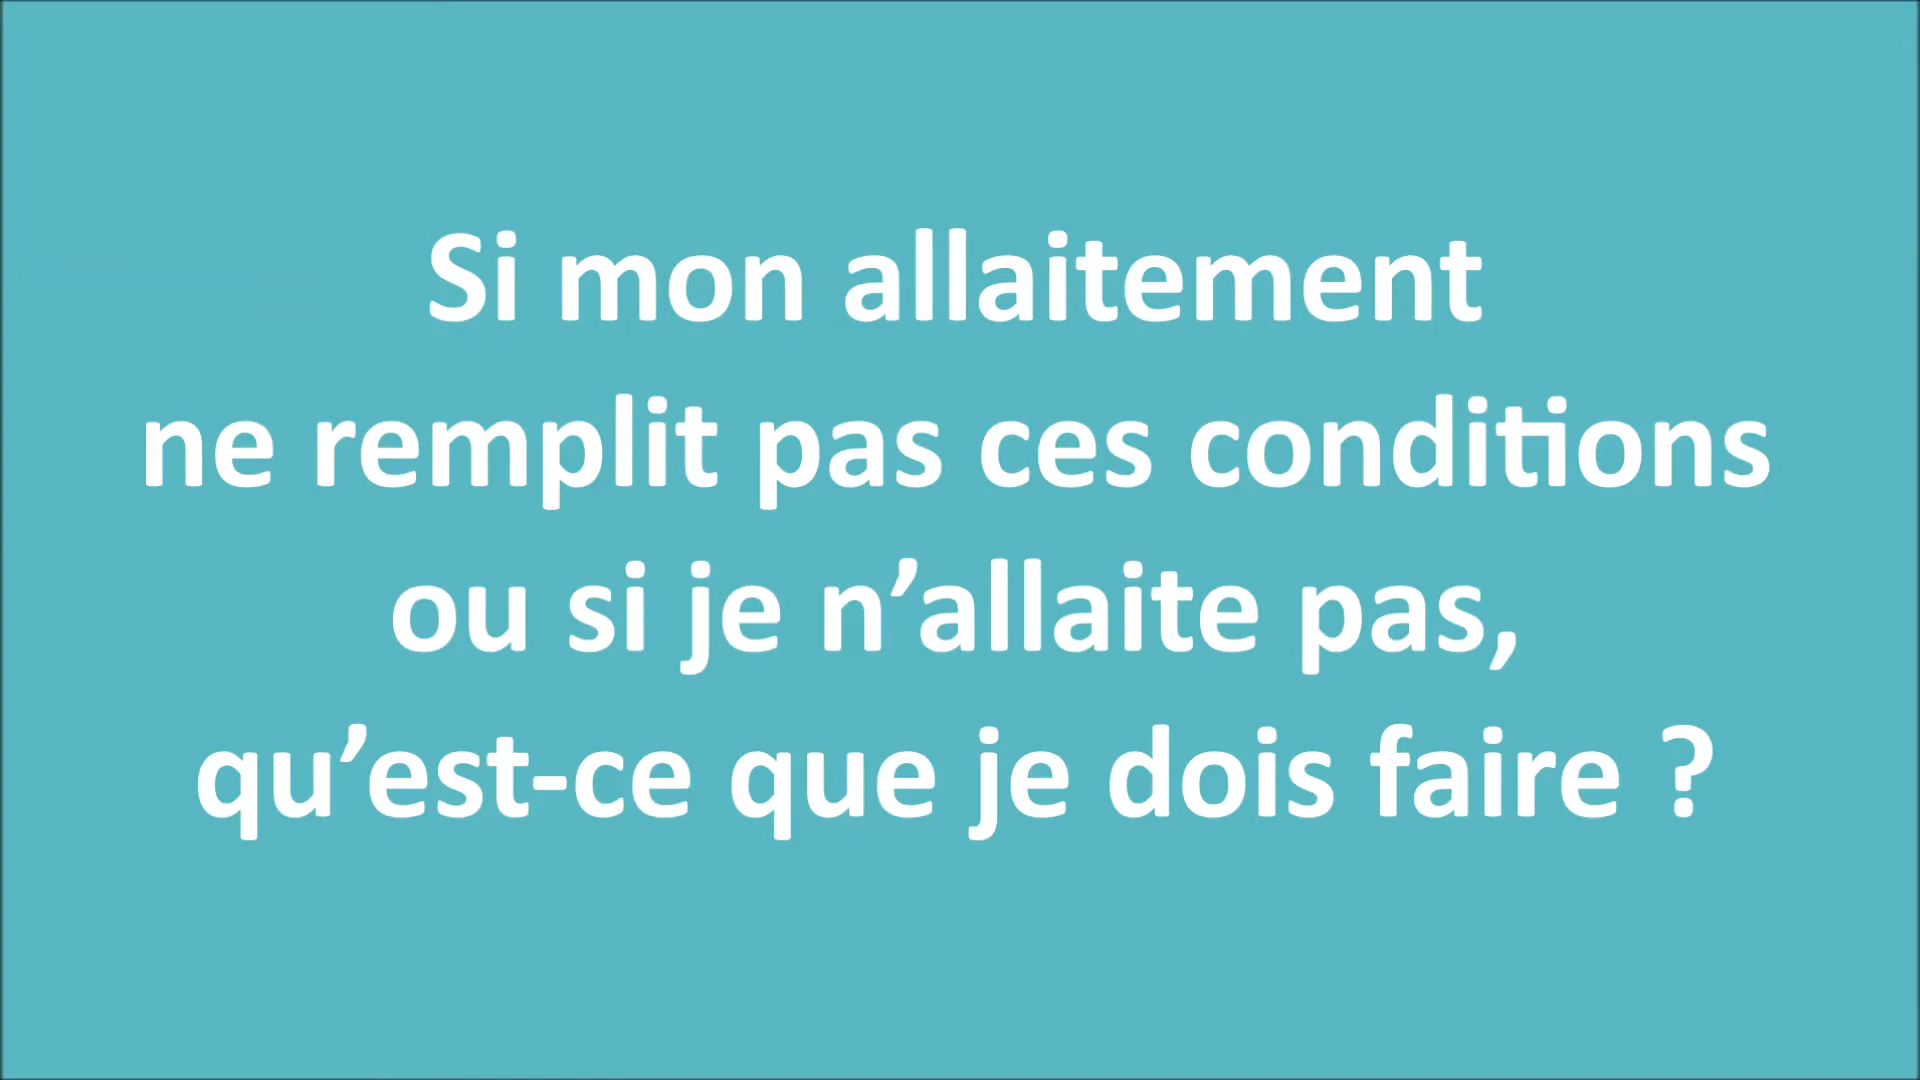 Si mon allaitement
ne remplit pas ces conditions
ou si je n’allaite pas,
qu’est-ce que je dois faire ?